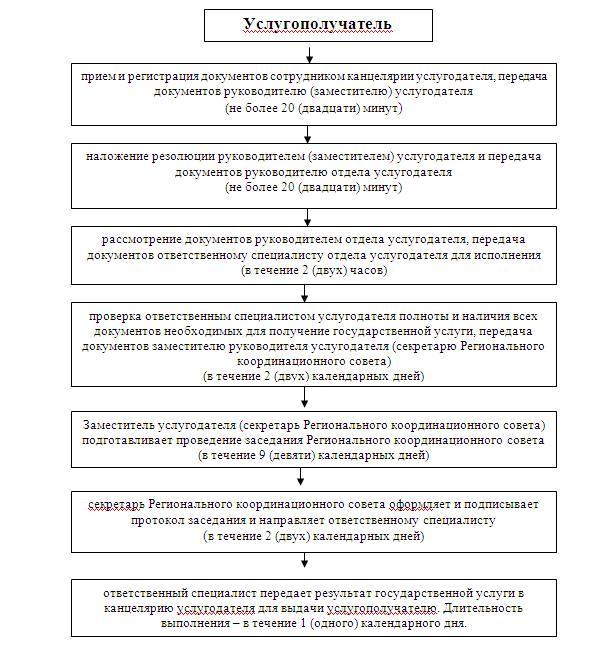 Услугополучатель
прием и регистрация документов сотрудником канцелярии услугодателя, передача
документов руководителю (заместителю) услугодателя
(не более 20 (двадцати) минут)
наложение резолюции руководителем (заместителем) услугодателя и передача
документов руководителю отдела услугодателя
(не более 20 (двадцати) минут)
рассмотрение документов руководителем отдела услугодателя, передача
документов ответственному специалисту отдела услугодателя для исполнения
(в течение 2 (двух) часов)
проверка ответственным специалистом услугодателя полноты и наличия всех
документов необходимых для получение государственной услуги, передача
документов заместителю руководителя услугодателя (секретарю Регионального
координационного совета)
(в течение 2 (двух) календарных дней)
Заместитель услугодателя (секретарь Регионального координационного совета)
подготавливает проведение заседания Регионального координационного совета
(в течение 9 (девяти) календарных дней)
секретарь Регионального координационного совета оформляет и подписывает
протокол заседания и направляет ответственному специалисту
(в течение 2 (двух) календарных дней)
ответственный специалист передает результат государственной услуги в
канцелярию услугодателя для выдачи услугополучателю. Длительность
выполнения – в течение 1 (одного) календарного дня.